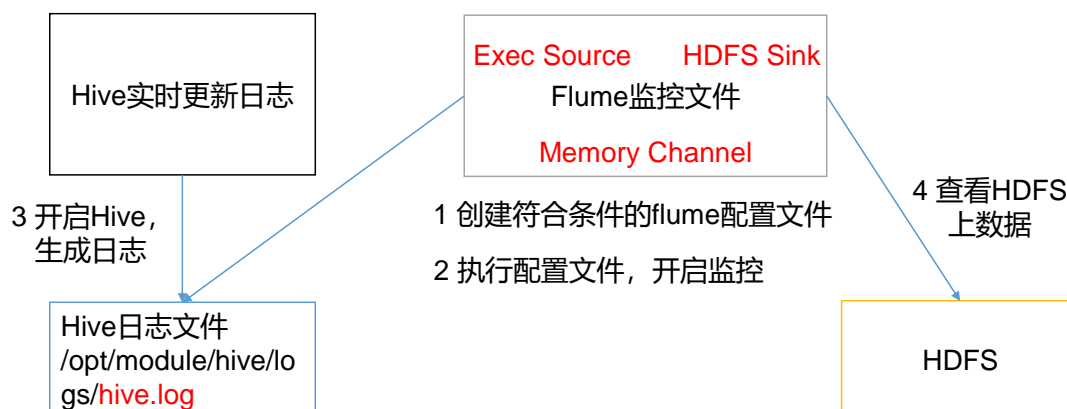 Hive实时更新日志
Exec Source HDFS Sink
Flume监控文件
Memory Channel
3 开启Hive，
生成日志
1 创建符合条件的flume配置文件
2 执行配置文件，开启监控
4 查看HDFS
上数据
Hive日志文件
/opt/module/hive/lo
gs/hive.log
HDFS